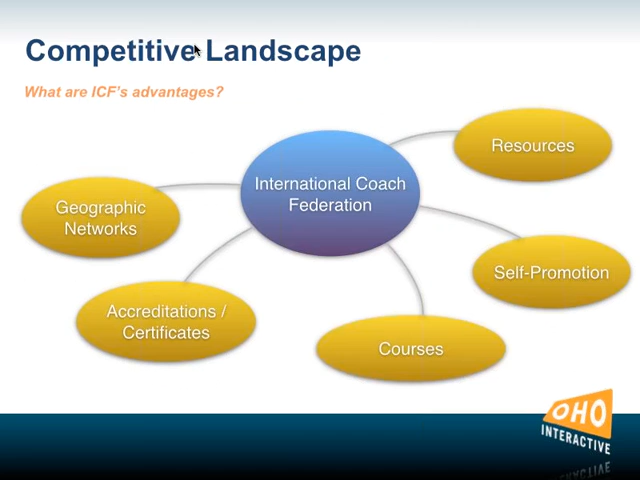 Competitive Landscape
What are ICF's advantages?
International Coach
Federation
Resources
Geographic
Networks
Self-Promotion
Accreditations /
Certificates
Courses
OHO
INTERACTIVE